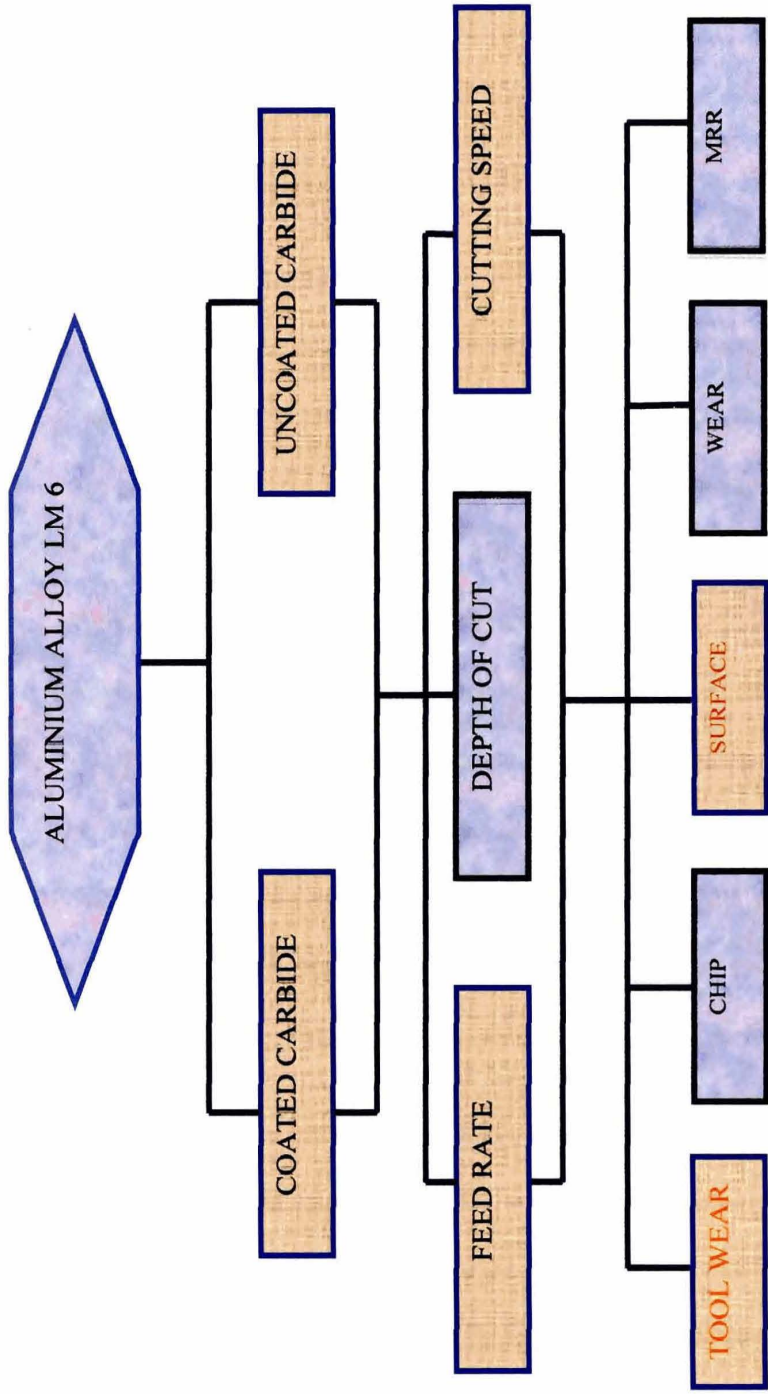 ALUMINIUM ALLOY LM 6
COATED CARBIDE
UNCOATED CARBIDE
FEED RATE
DEPTH OF CUT
CUTTING SPEED
TOOL WEAR
CHIP
SURFACE
WEAR
MRR